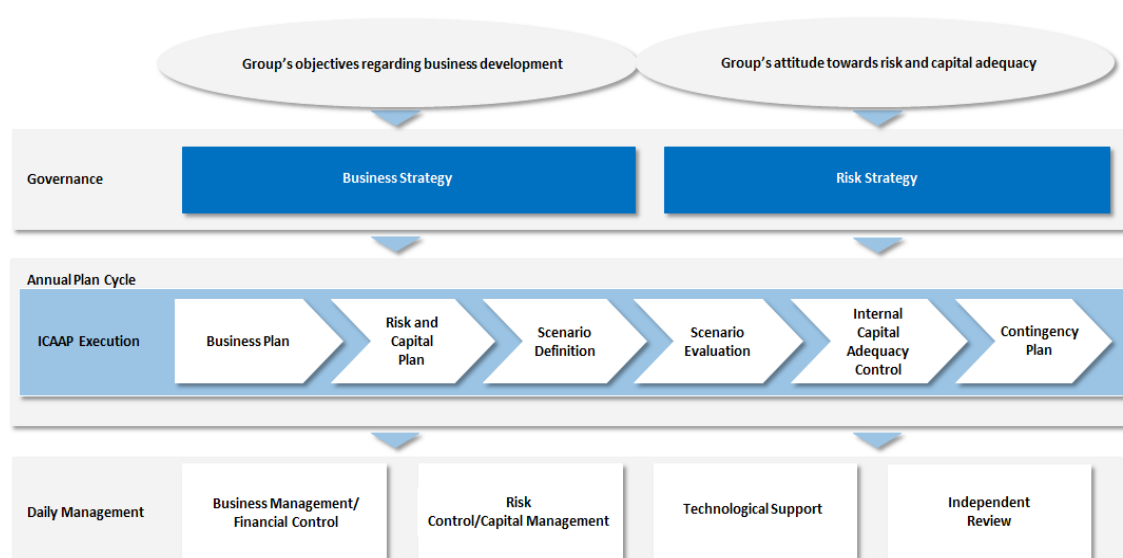 Group's objectives regarding business development
Group's attitude towards risk and capital adequacy
Governance
Business Strategy
Risk Strategy
Annual Plan Cycle
ICAAP Execution
Business Plan
Risk and
Capital
Plan
Scenario
Definition
Scenario
Evaluation
Internal
Capital
Adequacy
Control
Contingency
Plan
Daily Management
Business Management/
Financial Control
Risk
Control/Capital Management
Technological Support
Independent
Review